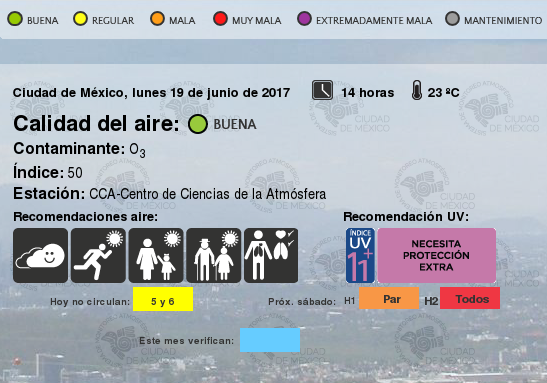 BUENA REGULAR MALA MUY MALA EXTREMADAMENTE MALA MANTENIMIENTO
Ciudad de México, lunes 19 de junio de 2017 14 horas 23 ºC
Calidad del aire: BUENA
Contaminante: O3
Índice: 50
Estación: CCA-Centro de Ciencias de la Atmósfera
Recomendaciones aire: Recomendación UV:
ÍNDICE
UV
11+
NECESITA
PROTECCIÓN
EXTRA
Hoy no circulan: 5 y 6 Próx. sábado: H1 Par H2 Todos
Este mes verifican:
CIUDAD
DE MÉXICO